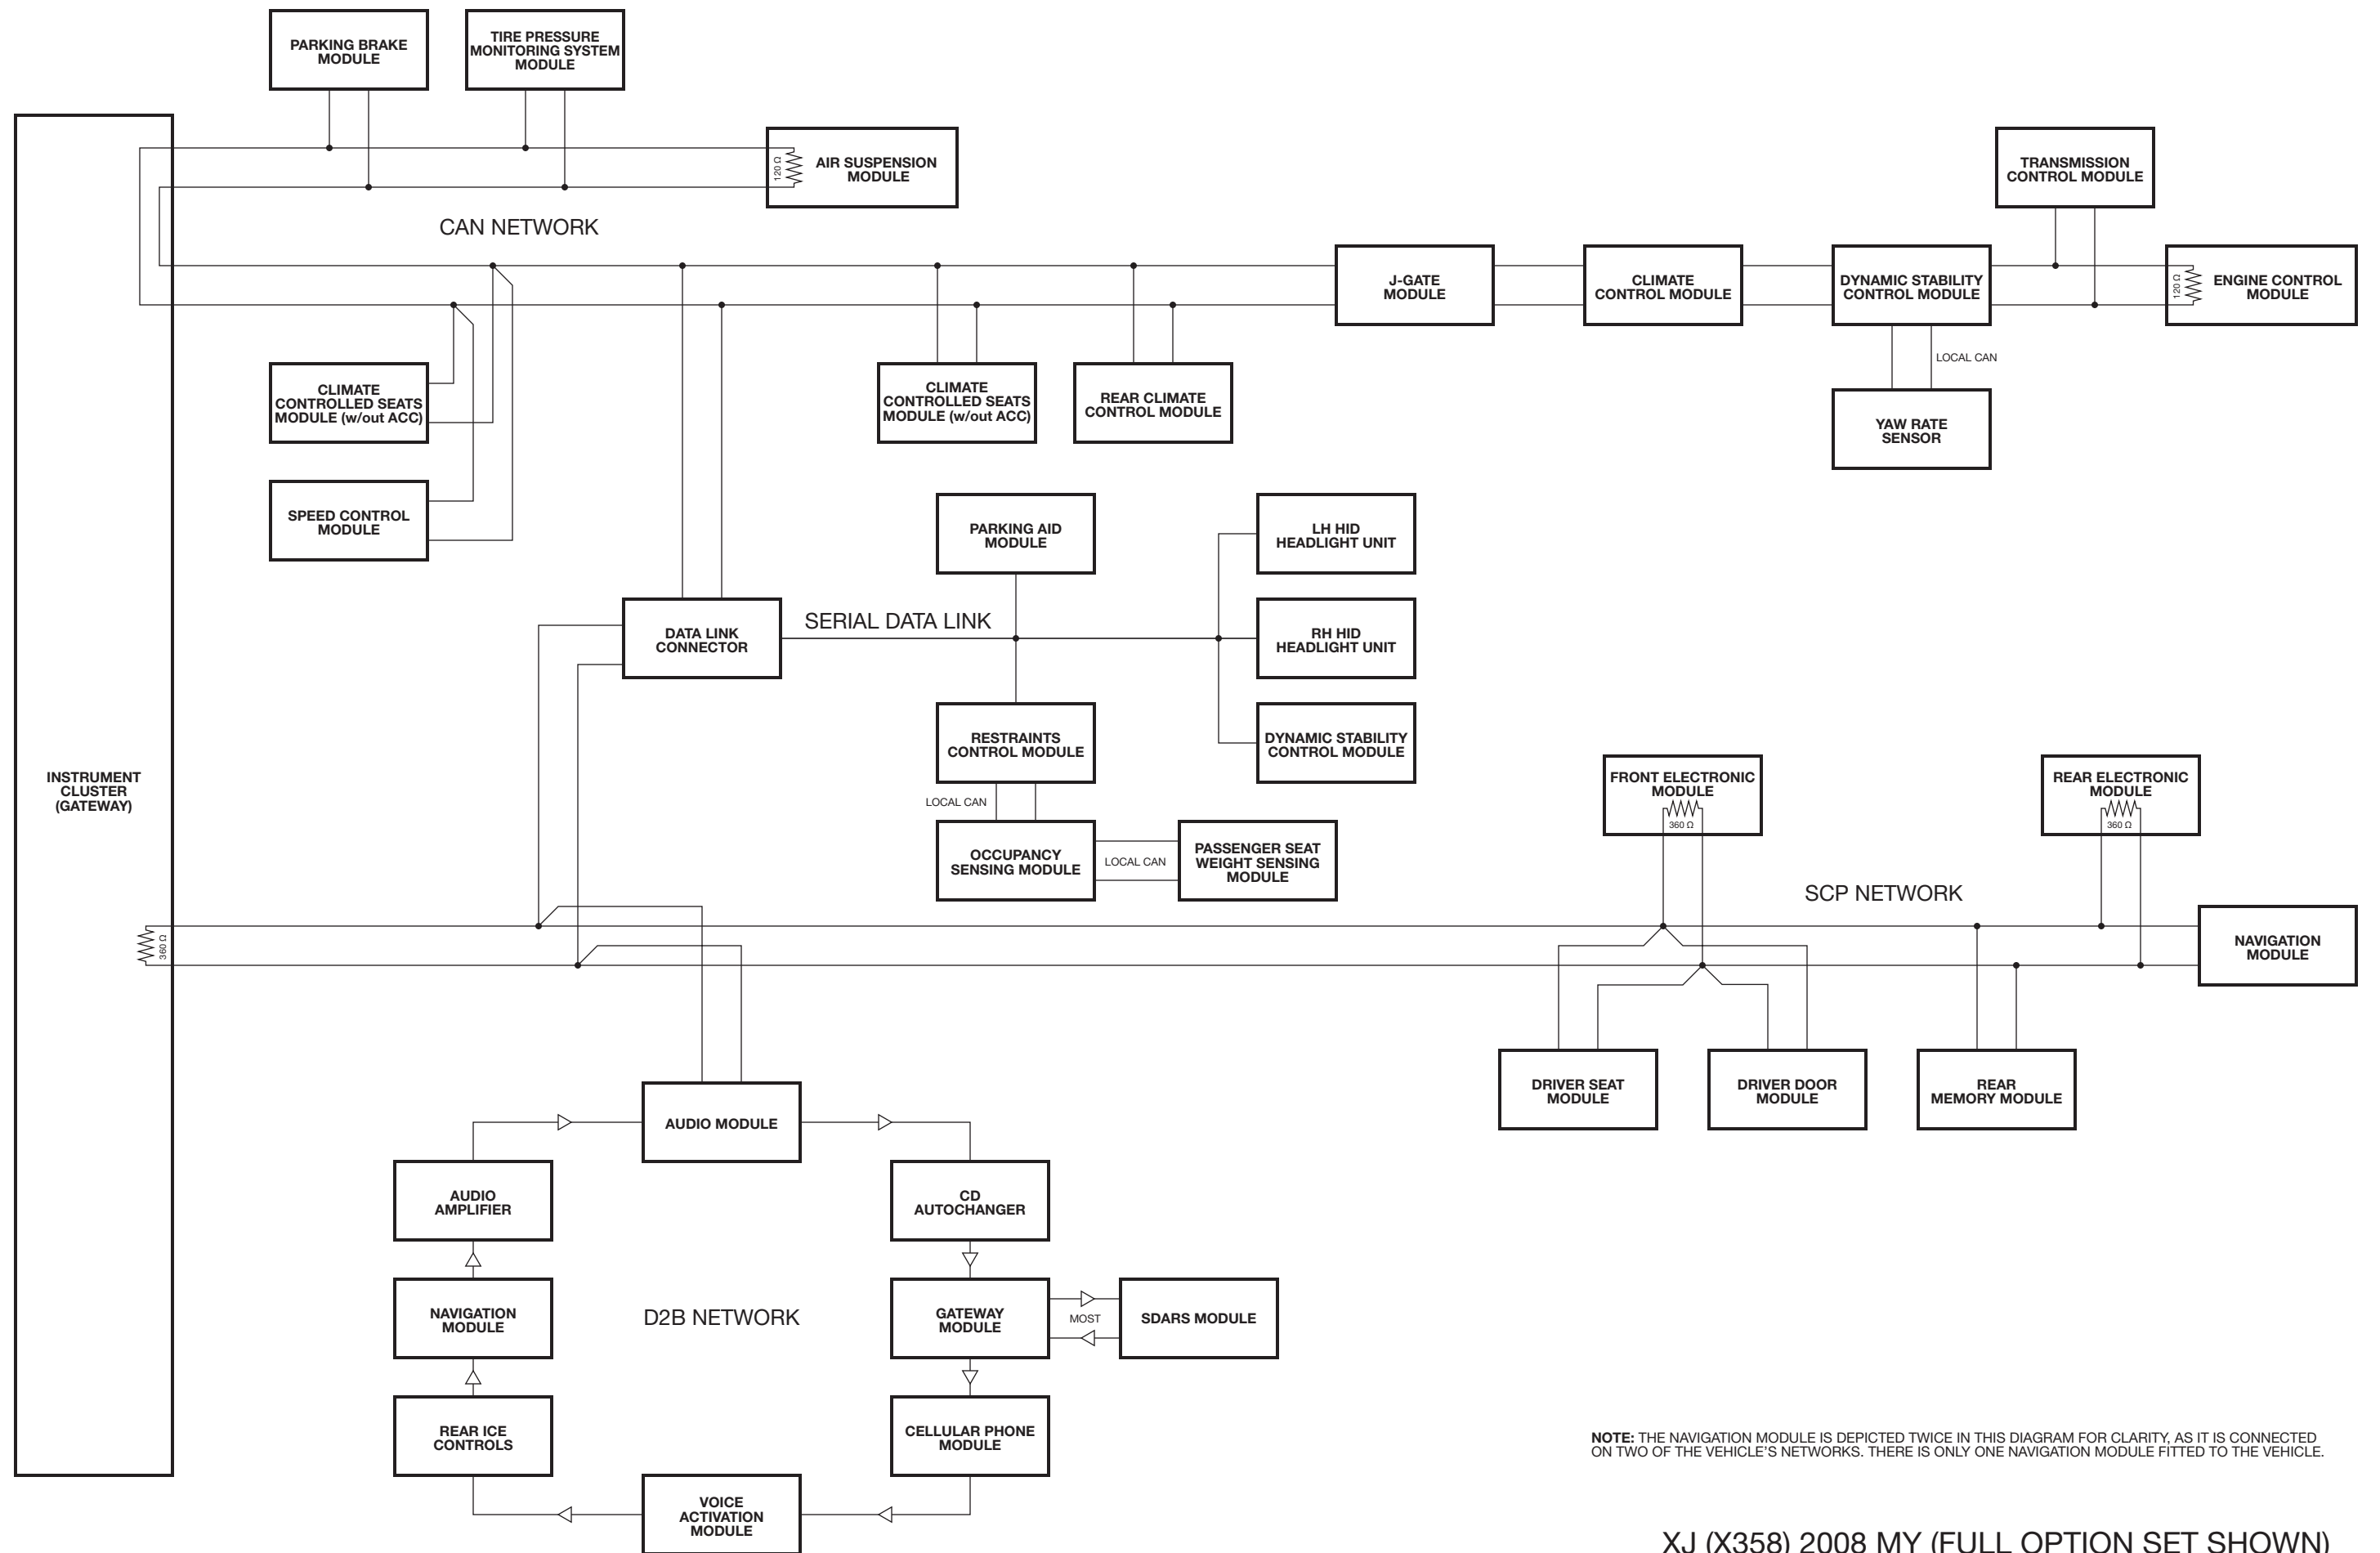 PARKING BRAKE
MODULE
TIRE PRESSURE
MONITORING SYSTEM
MODULE
120 Ω
AIR SUSPENSION
MODULE
TRANSMISSION
CONTROL MODULE
CAN NETWORK
J-GATE
MODULE
CLIMATE
CONTROL MODULE
DYNAMIC STABILITY
CONTROL MODULE
120 Ω
ENGINE CONTROL
MODULE
LOCAL CAN
CLIMATE
CONTROLLED SEATS
MODULE (w/out ACC)
CLIMATE
CONTROLLED SEATS
MODULE (w/out ACC)
REAR CLIMATE
CONTROL MODULE
YAW RATE
SENSOR
SPEED CONTROL
MODULE
PARKING AID
MODULE
LH HID
HEADLIGHT UNIT
DATA LINK
CONNECTOR
SERIAL DATA LINK
RH HID
HEADLIGHT UNIT
RESTRAINTS
CONTROL MODULE
DYNAMIC STABILITY
CONTROL MODULE
INSTRUMENT
CLUSTER
(GATEWAY)
LOCAL CAN
FRONT ELECTRONIC
MODULE
360 Ω
REAR ELECTRONIC
MODULE
360 Ω
OCCUPANCY
SENSING MODULE
LOCAL CAN
PASSENGER SEAT
WEIGHT SENSING
MODULE
SCP NETWORK
360 Ω
NAVIGATION
MODULE
DRIVER SEAT
MODULE
DRIVER DOOR
MODULE
REAR
MEMORY MODULE
AUDIO MODULE
AUDIO
AMPLIFIER
CD
AUTOCHANGER
NAVIGATION
MODULE
D2B NETWORK
GATEWAY
MODULE
MOST
SDARS MODULE
REAR ICE
CONTROLS
CELLULAR PHONE
MODULE
VOICE
ACTIVATION
MODULE
NOTE: THE NAVIGATION MODULE IS DEPICTED TWICE IN THIS DIAGRAM FOR CLARITY, AS IT IS CONNECTED
ON TWO OF THE VEHICLE'S NETWORKS. THERE IS ONLY ONE NAVIGATION MODULE FITTED TO THE VEHICLE.
XJ (X358) 2008 MY (FULL OPTION SET SHOWN)